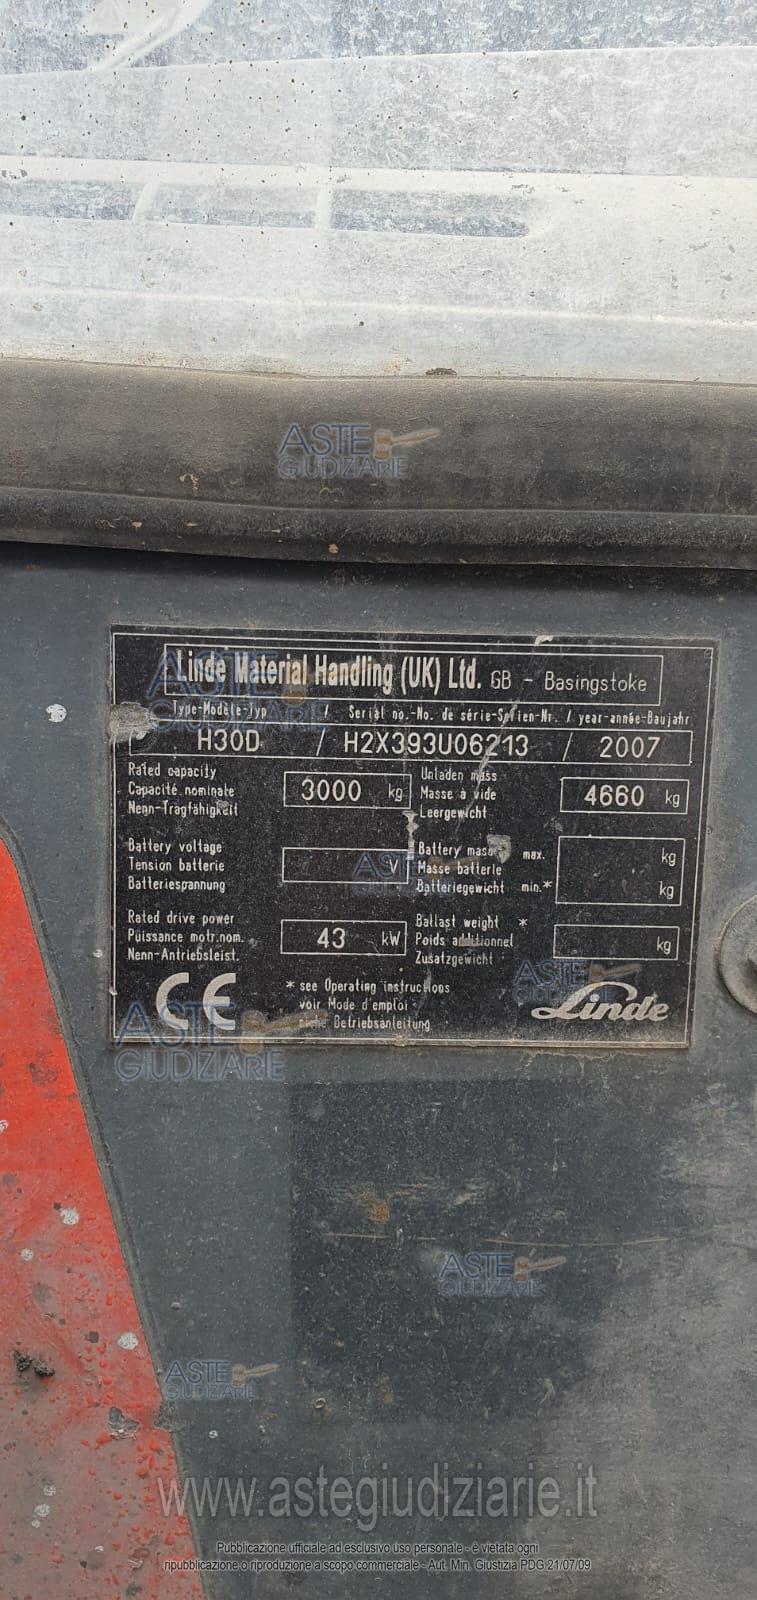 ASTE
GIUDIZIARIE
Linde Material Handling (UK) Ltd. GB - Basingstoke
Type-Modèle-Typ / Serial no.-No. de série-Serien-Nr. / year-année-Baujahr
H30D / H2X393U06213 / 2007
Rated capacity
Capacité nominale
Nenn-Tragfähigkeit
3000 kg
Unladen mass
Masse à vide
Leergewicht
4660 kg
Battery voltage
Tension batterie
Batteriespannung
V
Battery mass max.
Masse batterie
Batteriegewicht min.*
kg
kg
Rated drive power
Puissance motr.nom.
Nenn-Antriebsleist.
43 kW
Ballast weight *
Poids additionnel
Zusatzgewicht
kg
CE
* see Operating instructions
voir Mode d'emploi
siehe Betriebsanleitung
Linde
ASTE
GIUDIZIARIE
ASTE
GIUDIZIARIE
ASTE
GIUDIZIARIE
www.astegiudiziarie.it
Pubblicazione ufficiale ad esclusivo uso personale - è vietata ogni
ripubblicazione o riproduzione a scopo commerciale - Aut. Min. Giustizia PDG 21/07/09